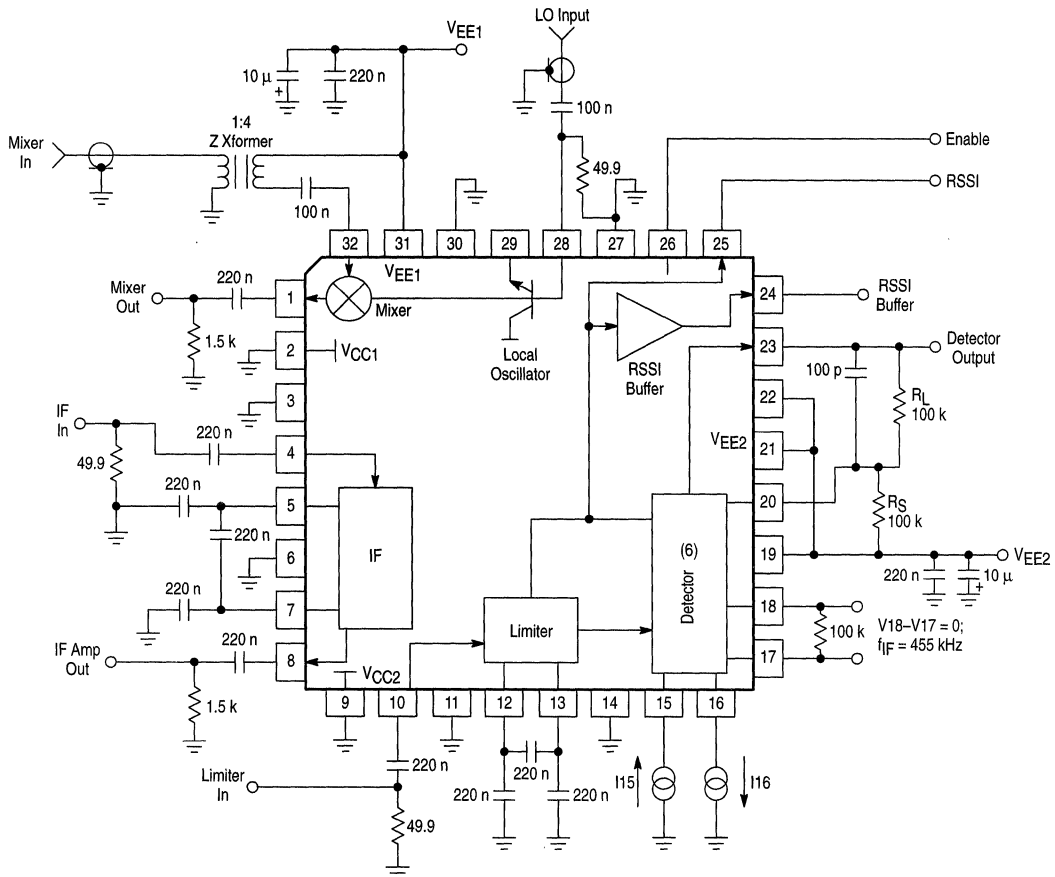 LO Input
VEE1
10 μ
+
220 n
100 n
1:4
Z Xformer
Mixer
In
100 n
49.9
Enable
RSSI
32
31
30
29
28
27
26
25
VEE1
Mixer
Out
220 n
1.5 k
1
Mixer
2
VCC1
3
Local
Oscillator
RSSI
Buffer
24
RSSI
Buffer
23
Detector
Output
100 p
RL
100 k
22
VEE2
21
IF
In
220 n
49.9
4
220 n
5
220 n
6
IF
220 n
7
20
RS
100 k
(6)
Detector
19
VEE2
220 n
10 μ
+
18
100 k
V18–V17 = 0;
fIF = 455 kHz
17
Limiter
IF Amp
Out
220 n
8
1.5 k
VCC2
9
10
11
12
13
14
15
16
220 n
220 n
220 n
220 n
I15
I16
Limiter
In
49.9